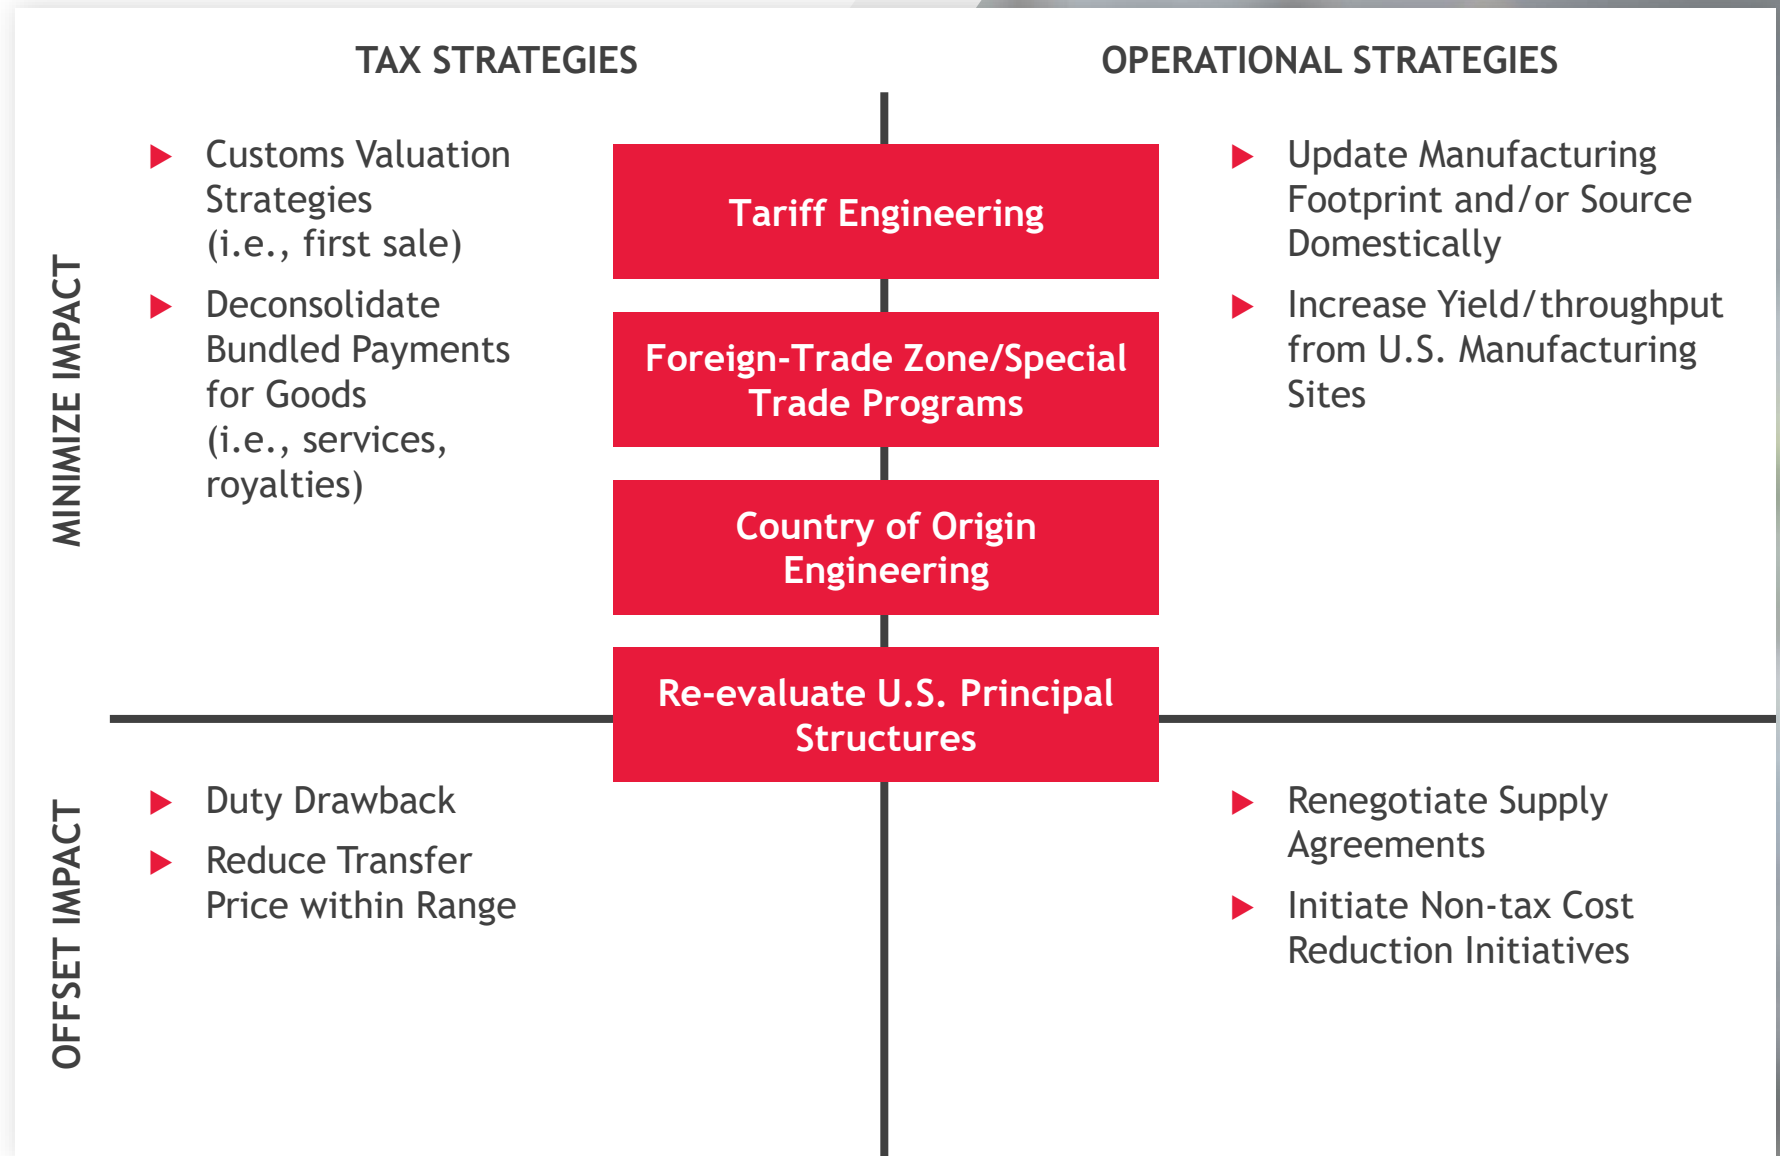 TAX STRATEGIES
OPERATIONAL STRATEGIES
MINIMIZE IMPACT
Customs Valuation
Strategies
(i.e., first sale)
Deconsolidate
Bundled Payments
for Goods
(i.e., services,
royalties)
Tariff Engineering
Foreign-Trade Zone/Special
Trade Programs
Country of Origin
Engineering
Re-evaluate U.S. Principal
Structures
Update Manufacturing
Footprint and/or Source
Domestically
Increase Yield/throughput
from U.S. Manufacturing
Sites
OFFSET IMPACT
Duty Drawback
Reduce Transfer
Price within Range
Renegotiate Supply
Agreements
Initiate Non-tax Cost
Reduction Initiatives